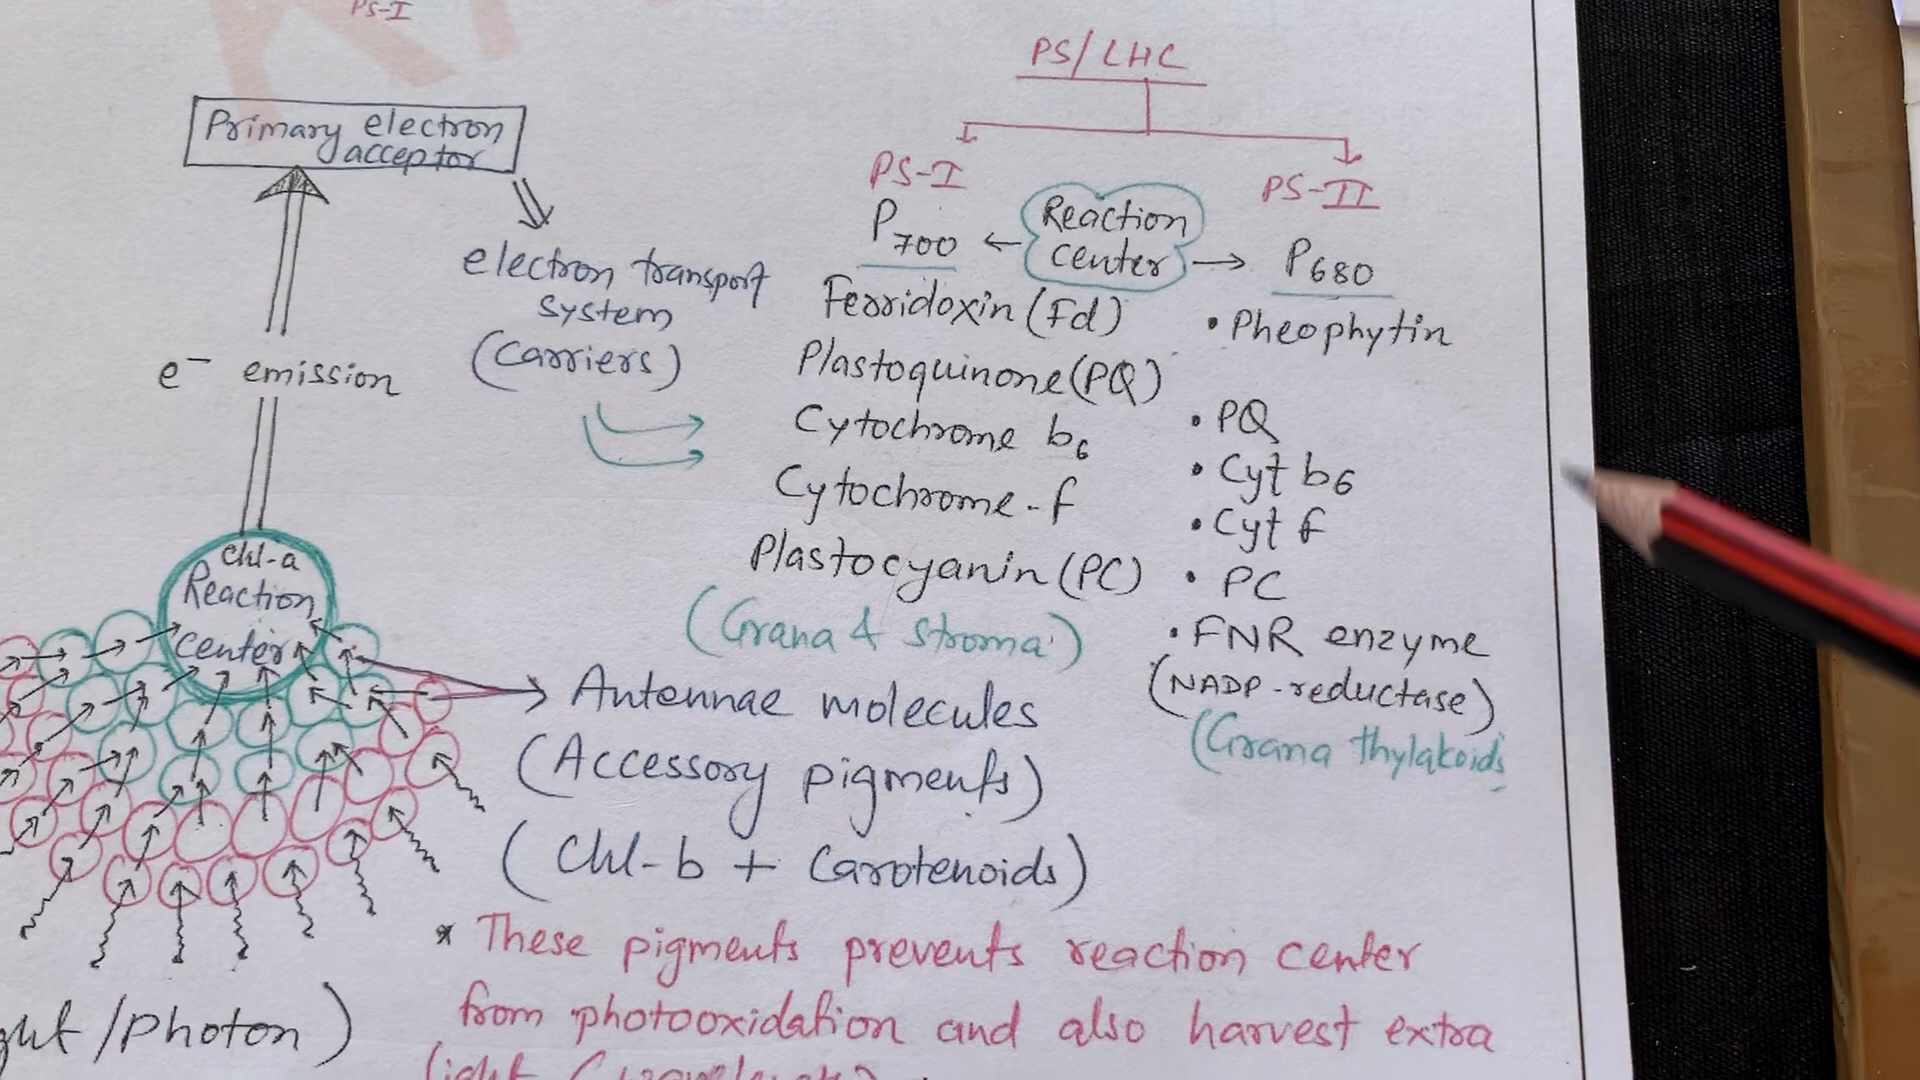 PS-I
PS/LHC
Primary electron
acceptor
PS-I
PS-II
P700
Reaction
center
P680
electron transport
system
(carriers)
e- emission
Ferridoxin (Fd)
Plastoquinone (PQ)
Cytochrome b6
Cytochrome-f
Plastocyanin (PC)
(Grana & Stroma)
• Pheophytin
• PQ
• Cyt b6
• Cyt f
• PC
• FNR enzyme
(NADP-reductase)
(Grana thylakoids
Chl-a
Reaction
center
Antennae molecules
(Accessory pigments)
(Chl-b + Carotenoids)
* These pigments prevents reaction center
from photooxidation and also harvest extra
/Photon)